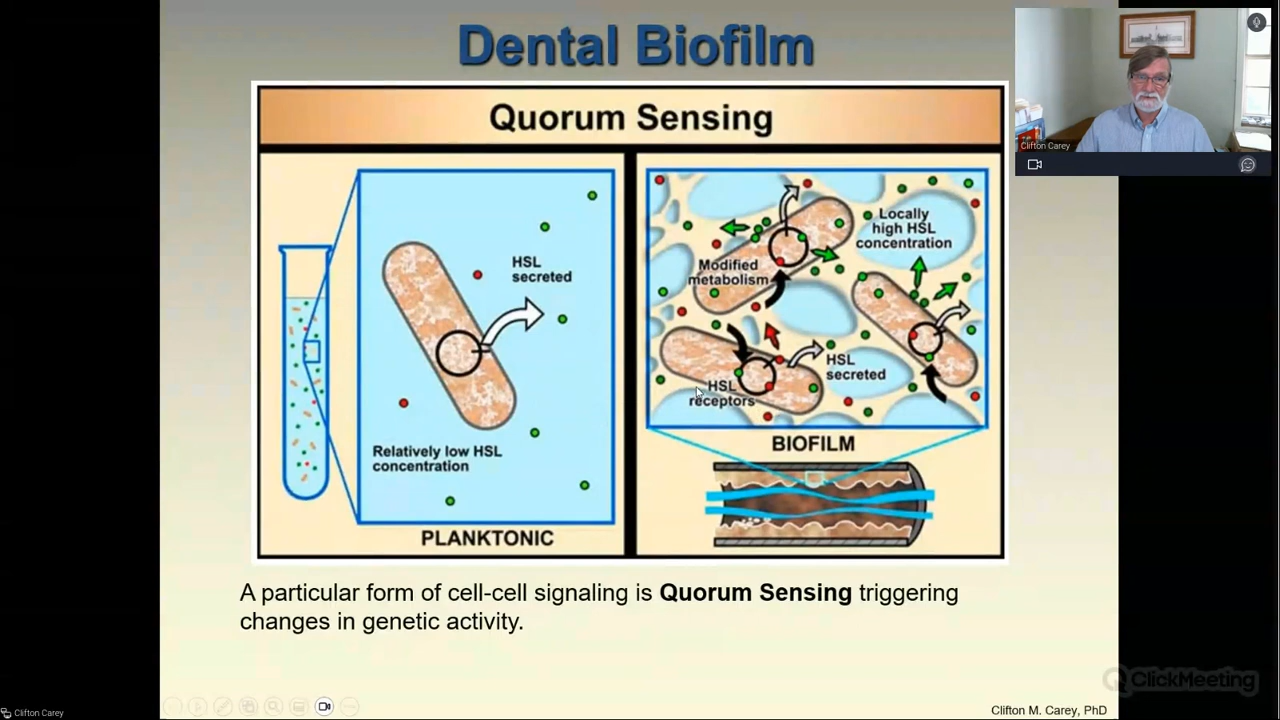 Dental Biofilm
Quorum Sensing
HSL
secreted
Relatively low HSL
concentration
PLANKTONIC
Locally
high HSL
concentration
Modified
metabolism
HSL
secreted
HSL
receptors
BIOFILM
A particular form of cell-cell signaling is Quorum Sensing triggering
changes in genetic activity.
Clifton M. Carey, PhD
Clifton Carey
Clifton Carey
ClickMeeting